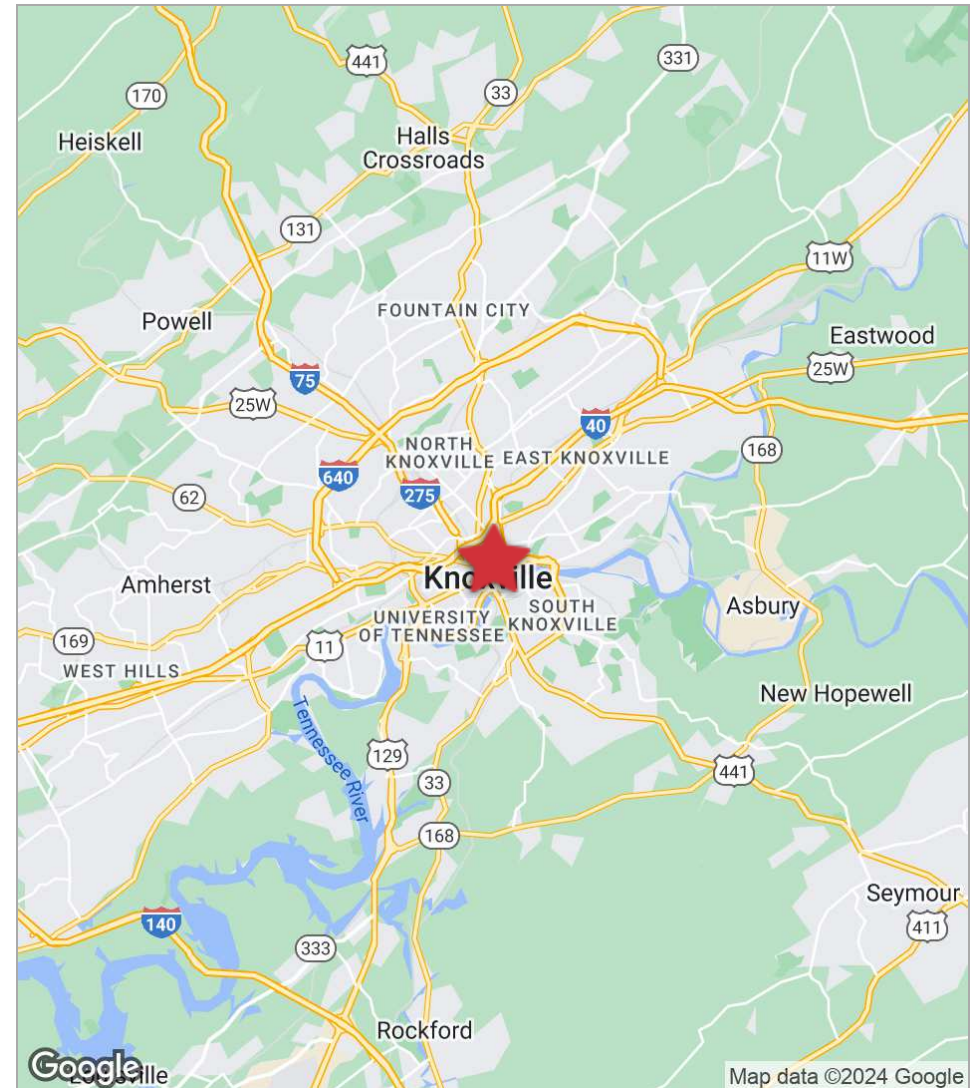 441
331
170
33
Heiskell
Halls
Crossroads
131
11W
FOUNTAIN CITY
Powell
Eastwood
25W
75
25W
40
NORTH
KNOXVILLE
EAST KNOXVILLE
168
640
275
62
Knoxville
Amherst
UNIVERSITY
OF TENNESSEE
SOUTH
KNOXVILLE
Asbury
169
11
WEST HILLS
New Hopewell
Tennessee River
129
441
33
168
Seymour
140
411
333
Rockford
Google
Map data ©2024 Google